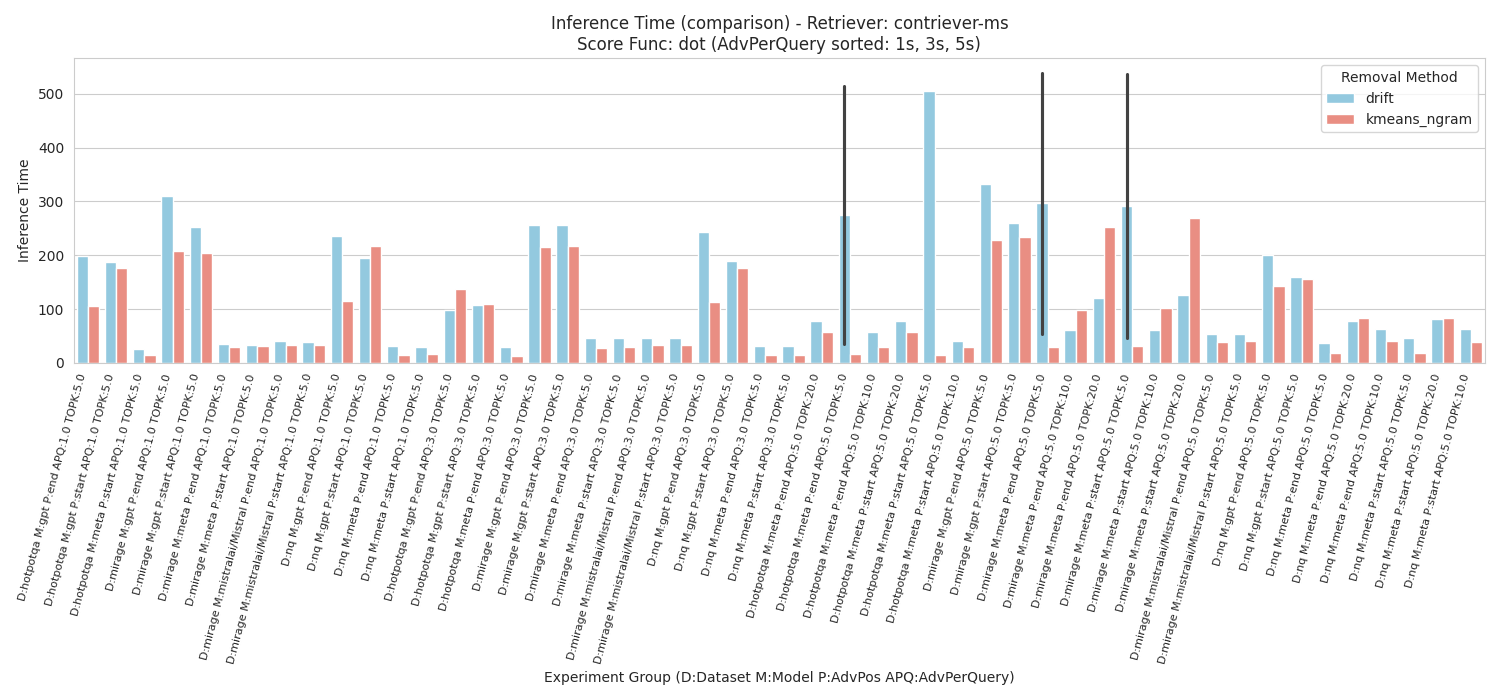 Inference Time (comparison) - Retriever: contriever-ms
Score Func: dot (AdvPerQuery sorted: 1s, 3s, 5s)
Removal Method
drift
kmeans_ngram
Inference Time
500
400
300
200
100
0
D:hotpotqa M:gpt P:end APQ:1.0 TOPK:5.0
D:hotpotqa M:gpt P:start APQ:1.0 TOPK:5.0
D:hotpotqa M:meta P:start APQ:1.0 TOPK:5.0
D:mirage M:gpt P:end APQ:1.0 TOPK:5.0
D:mirage M:gpt P:start APQ:1.0 TOPK:5.0
D:mirage M:meta P:end APQ:1.0 TOPK:5.0
D:mirage M:meta P:start APQ:1.0 TOPK:5.0
D:mirage M:mistralai/Mistral P:end APQ:1.0 TOPK:5.0
D:mirage M:mistralai/Mistral P:start APQ:1.0 TOPK:5.0
D:nq M:gpt P:end APQ:1.0 TOPK:5.0
D:nq M:gpt P:start APQ:1.0 TOPK:5.0
D:nq M:meta P:end APQ:1.0 TOPK:5.0
D:nq M:meta P:start APQ:1.0 TOPK:5.0
D:hotpotqa M:gpt P:end APQ:3.0 TOPK:5.0
D:hotpotqa M:gpt P:start APQ:3.0 TOPK:5.0
D:hotpotqa M:meta P:end APQ:3.0 TOPK:5.0
D:mirage M:gpt P:end APQ:3.0 TOPK:5.0
D:mirage M:gpt P:start APQ:3.0 TOPK:5.0
D:mirage M:meta P:end APQ:3.0 TOPK:5.0
D:mirage M:meta P:start APQ:3.0 TOPK:5.0
D:mirage M:mistralai/Mistral P:end APQ:3.0 TOPK:5.0
D:mirage M:mistralai/Mistral P:start APQ:3.0 TOPK:5.0
D:nq M:gpt P:end APQ:3.0 TOPK:5.0
D:nq M:gpt P:start APQ:3.0 TOPK:5.0
D:nq M:meta P:end APQ:3.0 TOPK:5.0
D:nq M:meta P:start APQ:3.0 TOPK:5.0
D:hotpotqa M:meta P:end APQ:5.0 TOPK:20.0
D:hotpotqa M:meta P:end APQ:5.0 TOPK:5.0
D:hotpotqa M:meta P:end APQ:5.0 TOPK:10.0
D:hotpotqa M:meta P:start APQ:5.0 TOPK:20.0
D:hotpotqa M:meta P:start APQ:5.0 TOPK:5.0
D:hotpotqa M:meta P:start APQ:5.0 TOPK:10.0
D:mirage M:gpt P:end APQ:5.0 TOPK:5.0
D:mirage M:gpt P:start APQ:5.0 TOPK:5.0
D:mirage M:meta P:end APQ:5.0 TOPK:5.0
D:mirage M:meta P:end APQ:5.0 TOPK:10.0
D:mirage M:meta P:end APQ:5.0 TOPK:20.0
D:mirage M:meta P:start APQ:5.0 TOPK:5.0
D:mirage M:meta P:start APQ:5.0 TOPK:10.0
D:mirage M:meta P:start APQ:5.0 TOPK:20.0
D:mirage M:mistralai/Mistral P:end APQ:5.0 TOPK:5.0
D:mirage M:mistralai/Mistral P:start APQ:5.0 TOPK:5.0
D:nq M:gpt P:end APQ:5.0 TOPK:5.0
D:nq M:gpt P:start APQ:5.0 TOPK:5.0
D:nq M:meta P:end APQ:5.0 TOPK:5.0
D:nq M:meta P:end APQ:5.0 TOPK:20.0
D:nq M:meta P:end APQ:5.0 TOPK:10.0
D:nq M:meta P:start APQ:5.0 TOPK:5.0
D:nq M:meta P:start APQ:5.0 TOPK:20.0
D:nq M:meta P:start APQ:5.0 TOPK:10.0
Experiment Group (D:Dataset M:Model P:AdvPos APQ:AdvPerQuery)